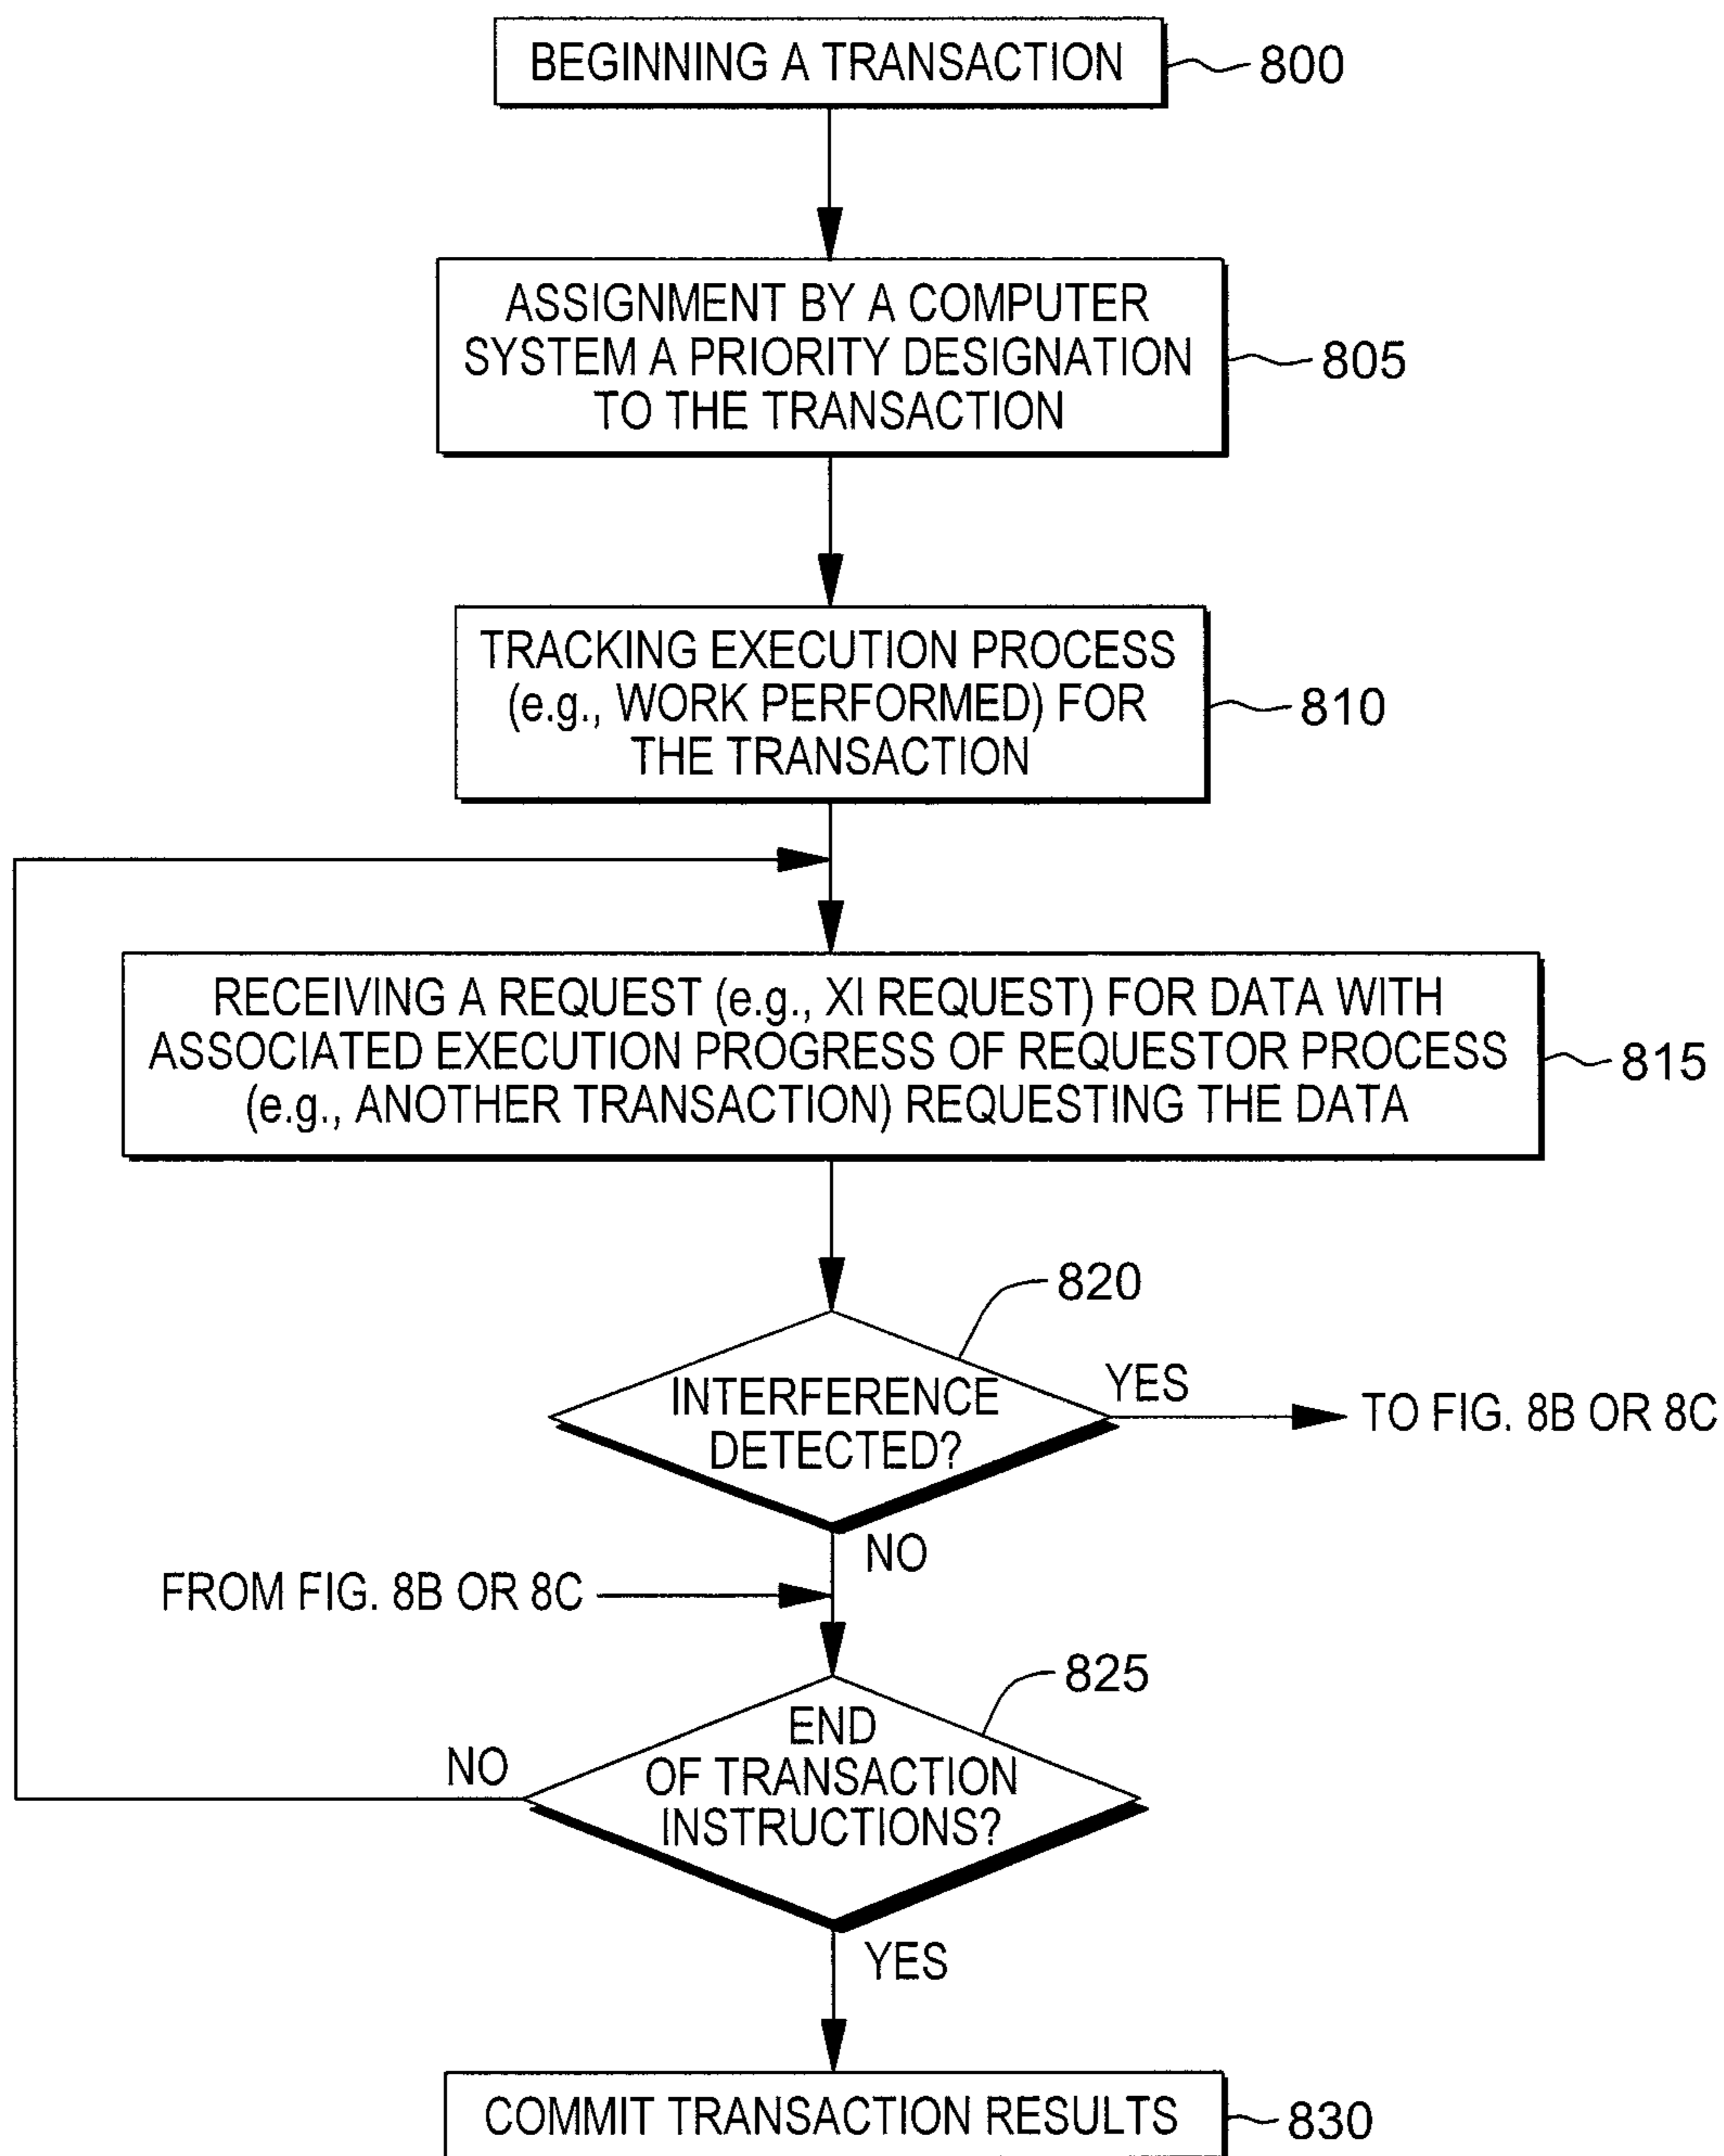 BEGINNING A TRANSACTION
800
ASSIGNMENT BY A COMPUTER
SYSTEM A PRIORITY DESIGNATION
TO THE TRANSACTION
805
TRACKING EXECUTION PROCESS
(e.g., WORK PERFORMED) FOR
THE TRANSACTION
810
RECEIVING A REQUEST (e.g., XI REQUEST) FOR DATA WITH
ASSOCIATED EXECUTION PROGRESS OF REQUESTOR PROCESS
(e.g., ANOTHER TRANSACTION) REQUESTING THE DATA
815
820
INTERFERENCE
DETECTED?
YES
TO FIG. 8B OR 8C
NO
FROM FIG. 8B OR 8C
825
END
OF TRANSACTION
INSTRUCTIONS?
NO
YES
COMMIT TRANSACTION RESULTS
830